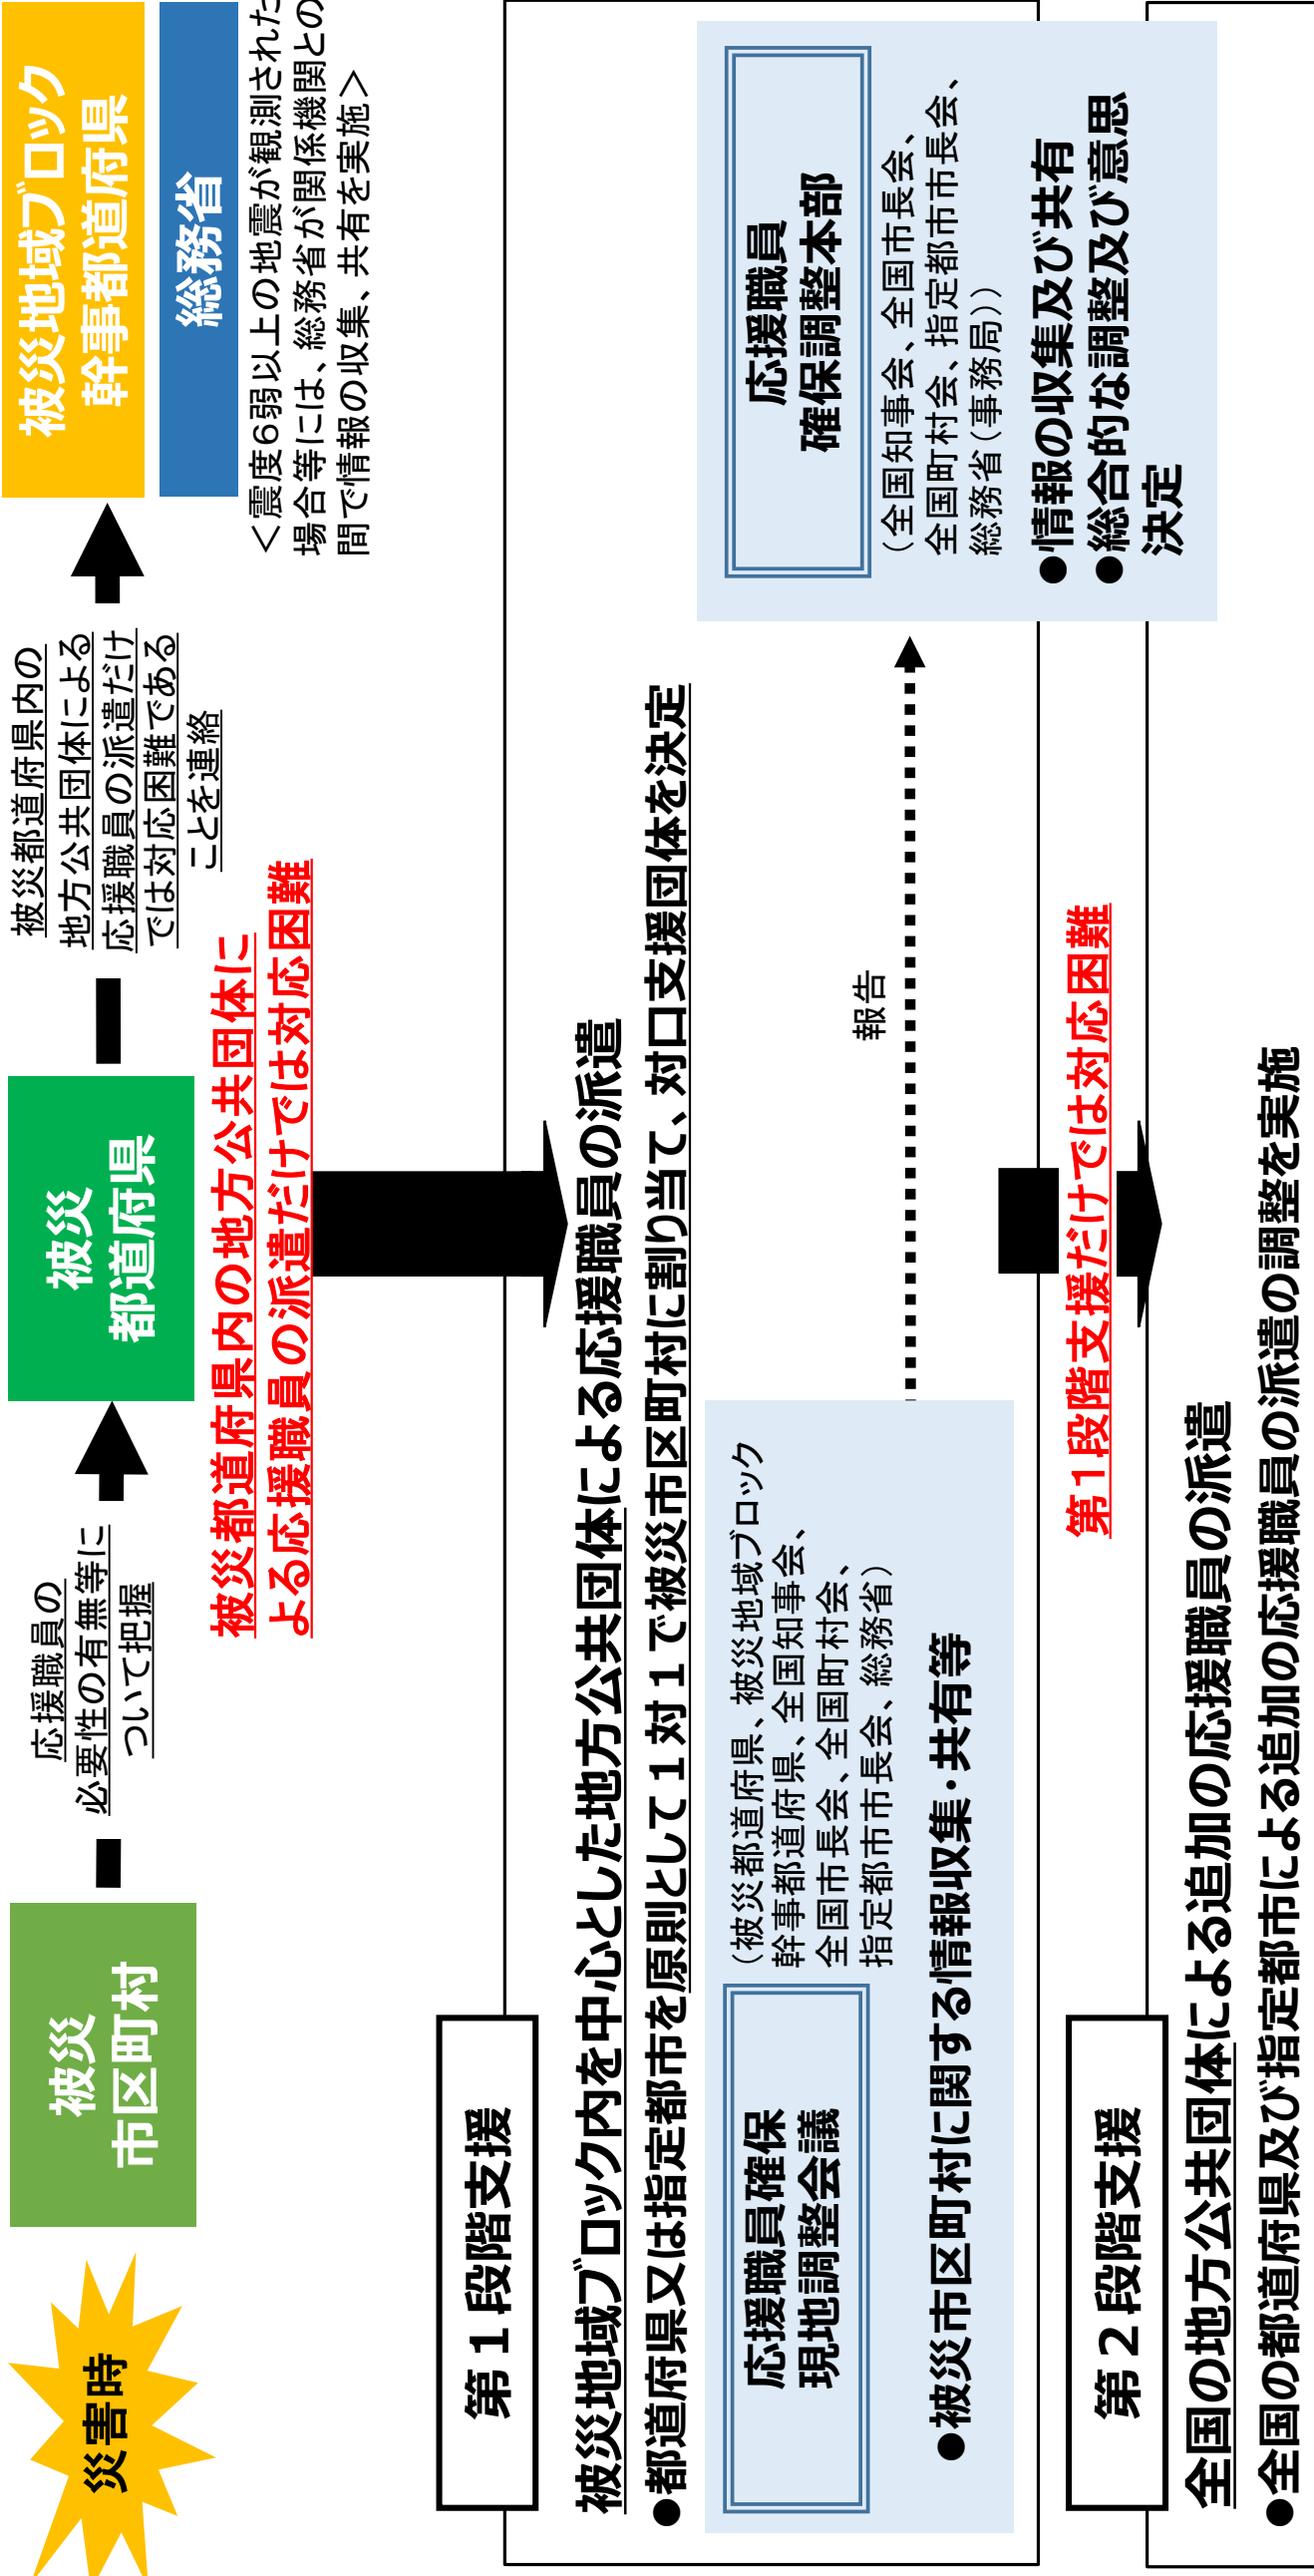 災害時
被災
市区町村
応援職員の
必要性の有無等に
ついて把握
被災
都道府県
被災都道府県内の
地方公共団体による
応援職員の派遣だけ
では対応困難である
ことを連絡
被災地域ブロック
幹事都道府県
総務省
＜震度６弱以上の地震が観測された
場合等には、総務省が関係機関との
間で情報の収集、共有を実施＞
被災都道府県内の地方公共団体に
よる応援職員の派遣だけでは対応困難
第１段階支援
被災地域ブロック内を中心とした地方公共団体による応援職員の派遣
●都道府県又は指定都市を原則として１対１で被災市区町村に割り当て、対口支援団体を決定
応援職員確保
現地調整会議
（被災都道府県、被災地域ブロック
幹事都道府県、全国知事会、
全国市長会、全国町村会、
指定都市市長会、総務省）
●被災市区町村に関する情報収集・共有等
報告
応援職員
確保調整本部
（全国知事会、全国市長会、
全国町村会、指定都市市長会、
総務省（事務局））
●情報の収集及び共有
●総合的な調整及び意思
決定
第１段階支援だけでは対応困難
第２段階支援
全国の地方公共団体による追加の応援職員の派遣
●全国の都道府県及び指定都市による追加の応援職員の派遣の調整を実施